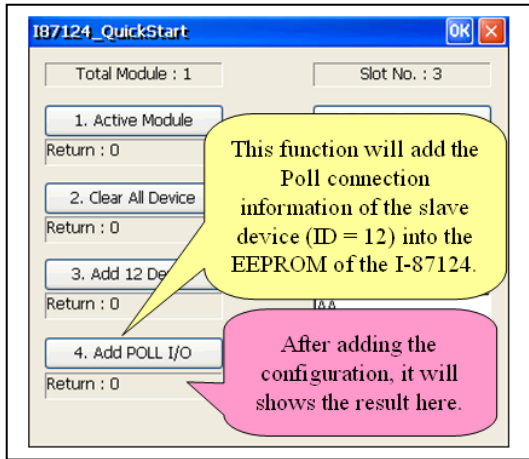 I87124_QuickStart
OK
Total Module : 1
Slot No. : 3
1. Active Module
Return : 0
2. Clear All Device
Return : 0
3. Add 12
Return : 0
4. Add POLL I/O
Return : 0
This function will add the
Poll connection
information of the slave
device (ID = 12) into the
EEPROM of the I-87124.
After adding the
configuration, it will
shows the result here.